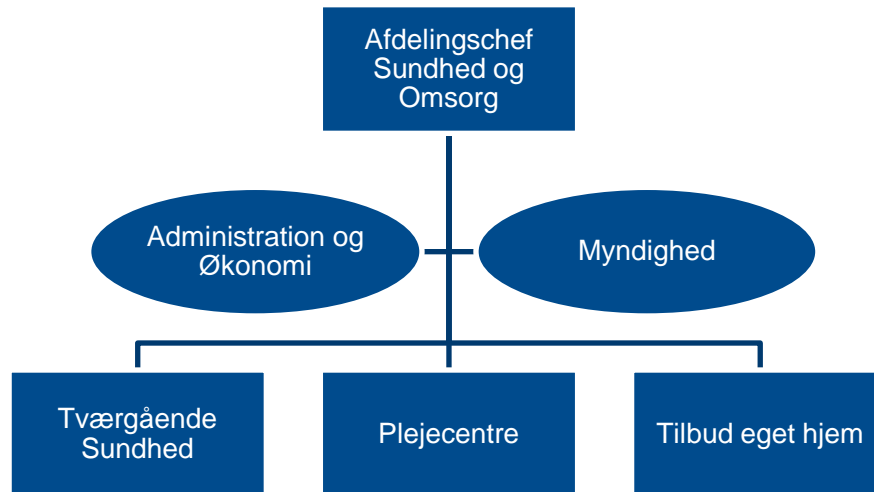 Afdelingschef
Sundhed og
Omsorg
Administration og
Økonomi
Myndighed
Tværgående
Sundhed
Plejecentre
Tilbud eget hjem